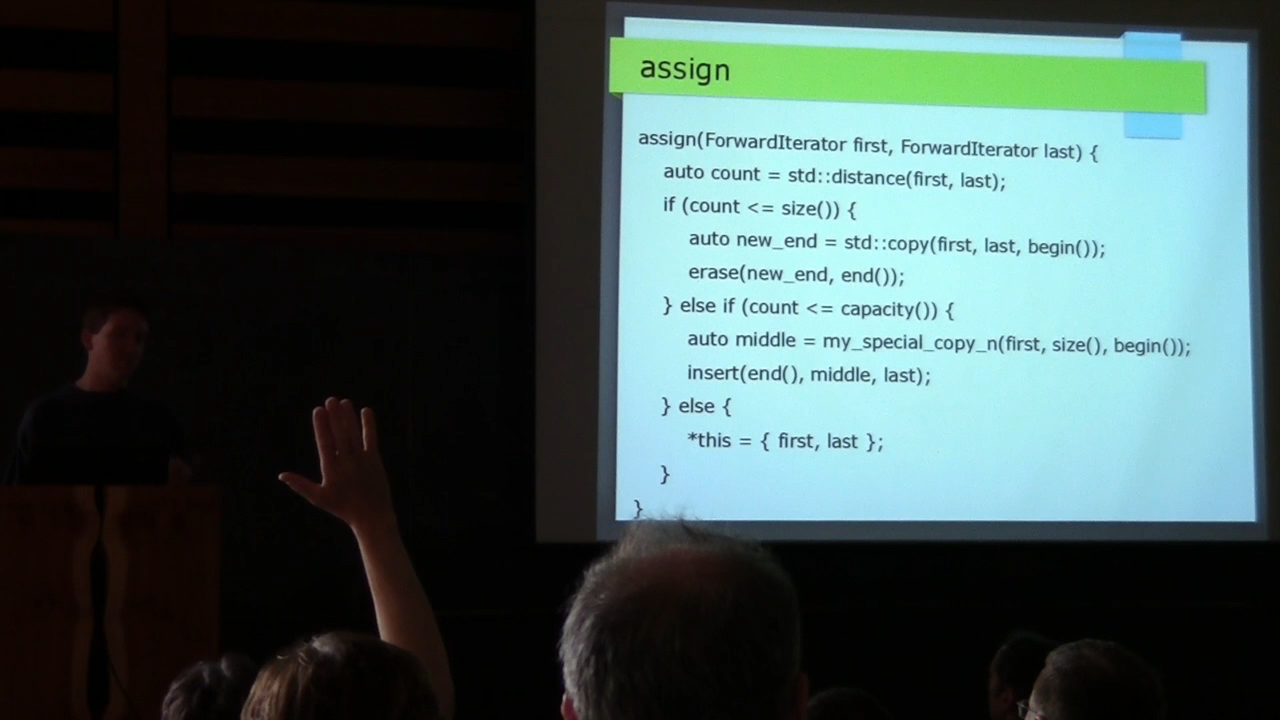 assign
assign(ForwardIterator first, ForwardIterator last) {
auto count = std::distance(first, last);
if (count <= size()) {
auto new_end = std::copy(first, last, begin());
erase(new_end, end());
} else if (count <= capacity()) {
auto middle = my_special_copy_n(first, size(), begin());
insert(end(), middle, last);
} else {
*this = { first, last };
}
}